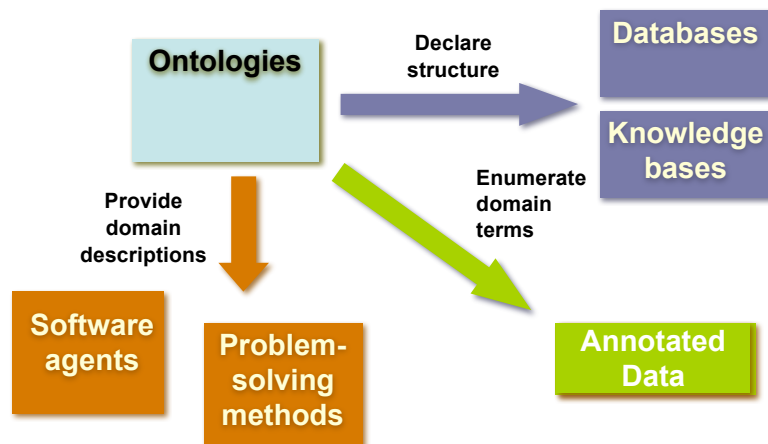 Ontologies
Declare
structure
Databases
Knowledge
bases
Enumerate
domain
terms
Provide
domain
descriptions
Software
agents
Problem-
solving
methods
Annotated
Data